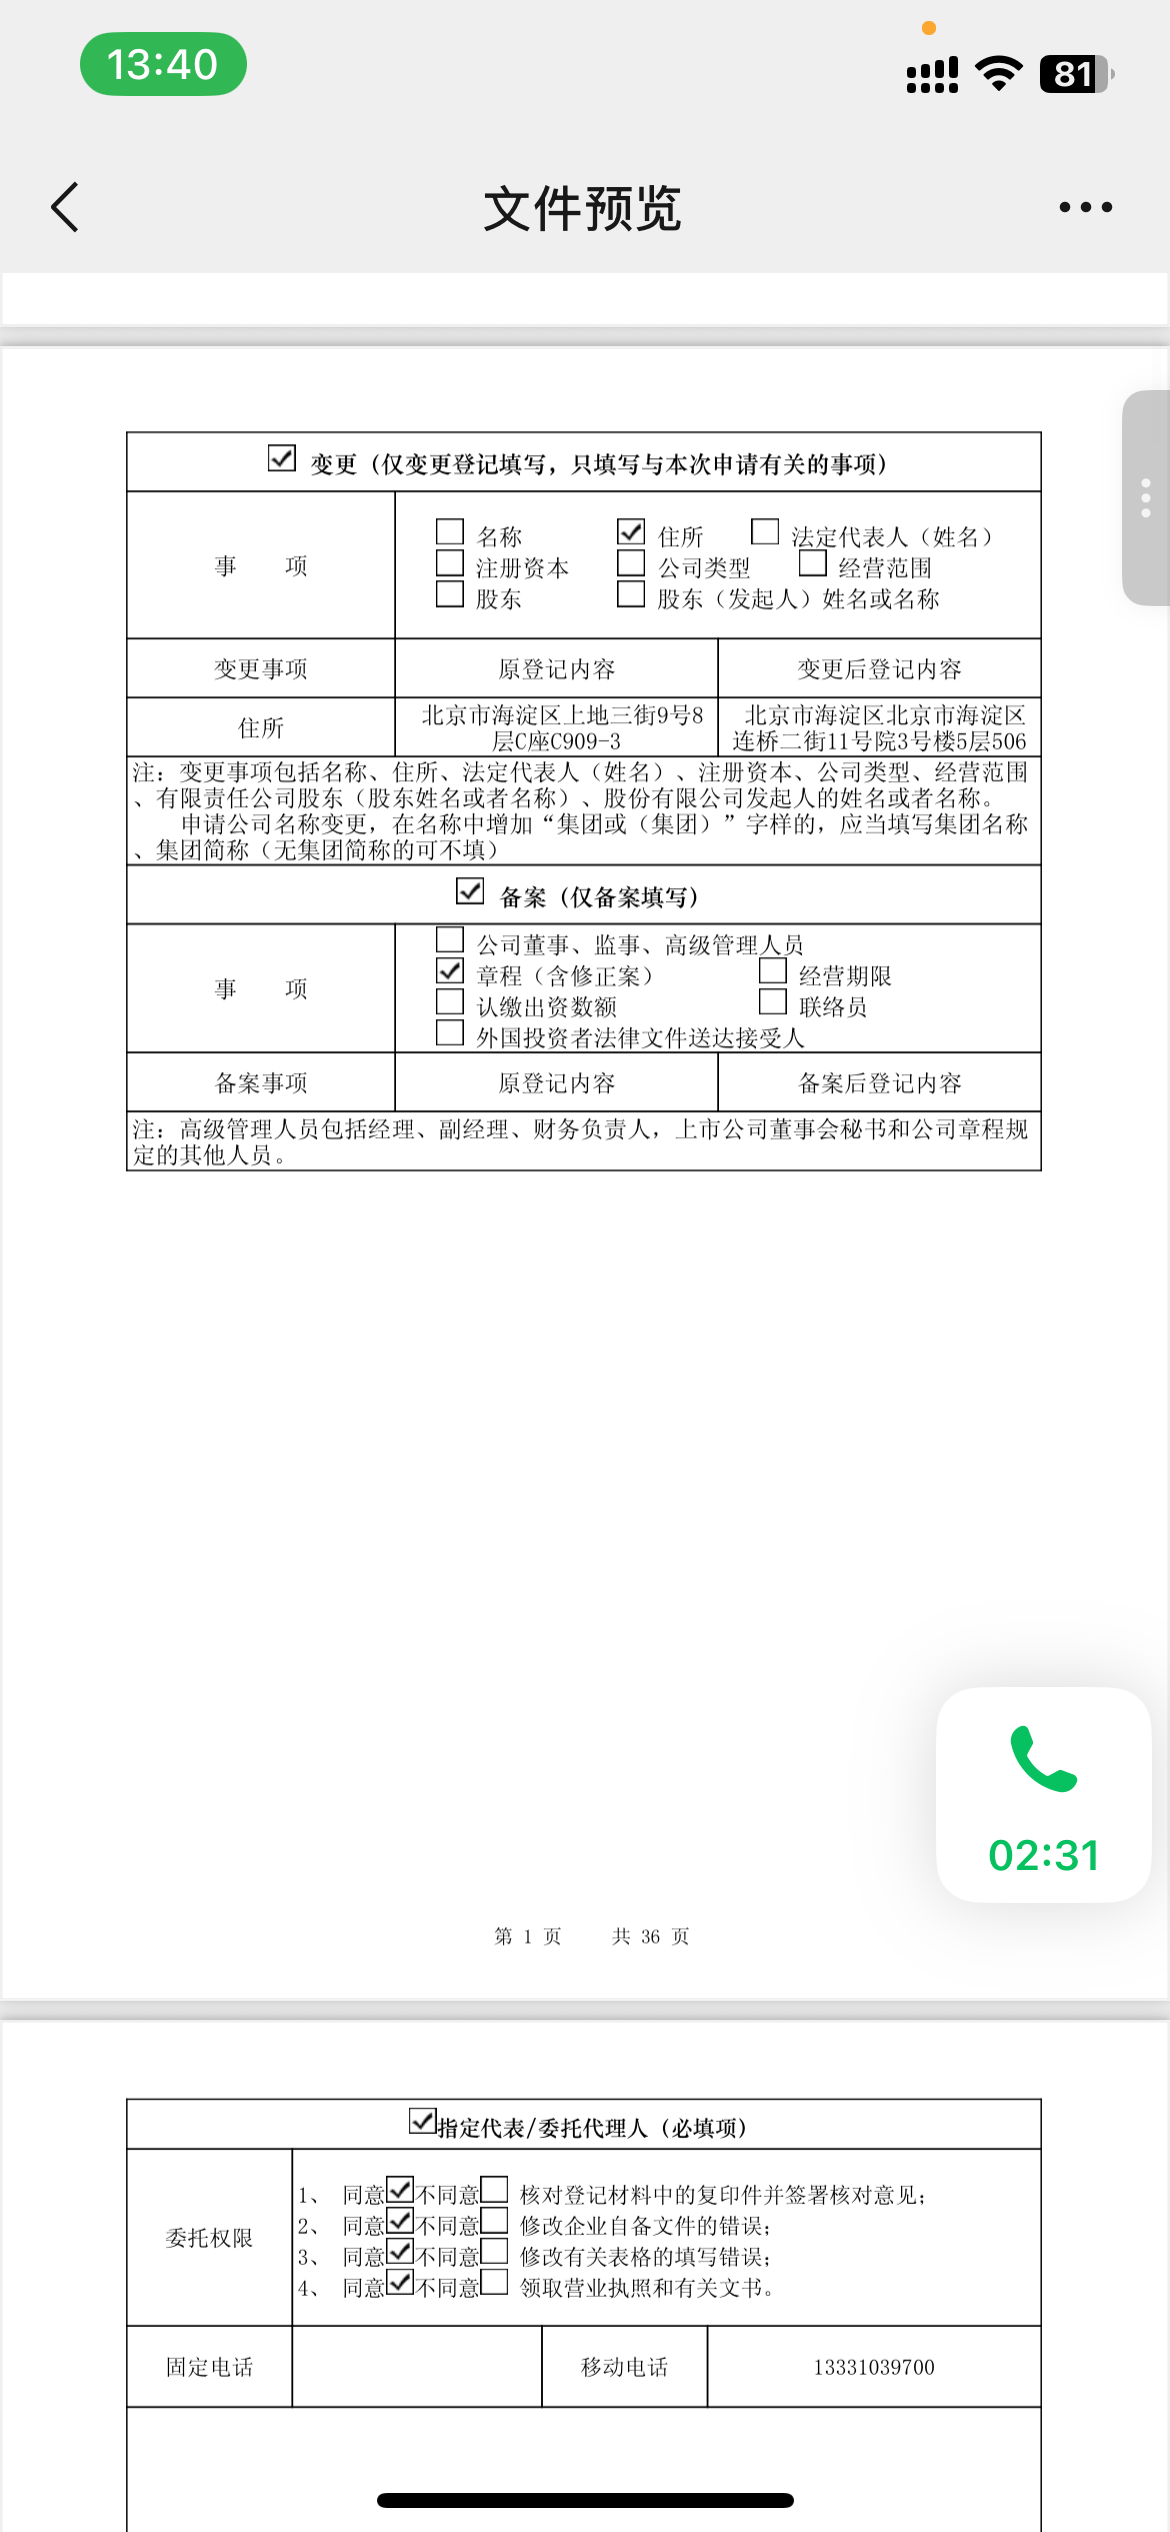 13:40
81
文件预览
变更（仅变更登记填写，只填写与本次申请有关的事项）
事 项
名称 住所 法定代表人（姓名）
注册资本 公司类型 经营范围
股东 股东（发起人）姓名或名称
变更事项 原登记内容 变更后登记内容
住所
北京市海淀区上地三街9号8
层C座C909-3
北京市海淀区北京市海淀区
连桥二街11号院3号楼5层506
注：变更事项包括名称、住所、法定代表人（姓名）、注册资本、公司类型、经营范围
、有限责任公司股东（股东姓名或者名称）、股份有限公司发起人的姓名或者名称。
申请公司名称变更，在名称中增加“集团或（集团）”字样的，应当填写集团名称
、集团简称（无集团简称的可不填）
备案（仅备案填写）
事 项
公司董事、监事、高级管理人员
章程（含修正案） 经营期限
认缴出资数额 联络员
外国投资者法律文件送达接受人
备案事项 原登记内容 备案后登记内容
注：高级管理人员包括经理、副经理、财务负责人，上市公司董事会秘书和公司章程规
定的其他人员。
02:31
第 1 页 共 36 页
指定代表/委托代理人（必填项）
委托权限
1、 同意 不同意 核对登记材料中的复印件并签署核对意见；
2、 同意 不同意 修改企业自备文件的错误；
3、 同意 不同意 修改有关表格的填写错误；
4、 同意 不同意 领取营业执照和有关文书。
固定电话 移动电话 13331039700